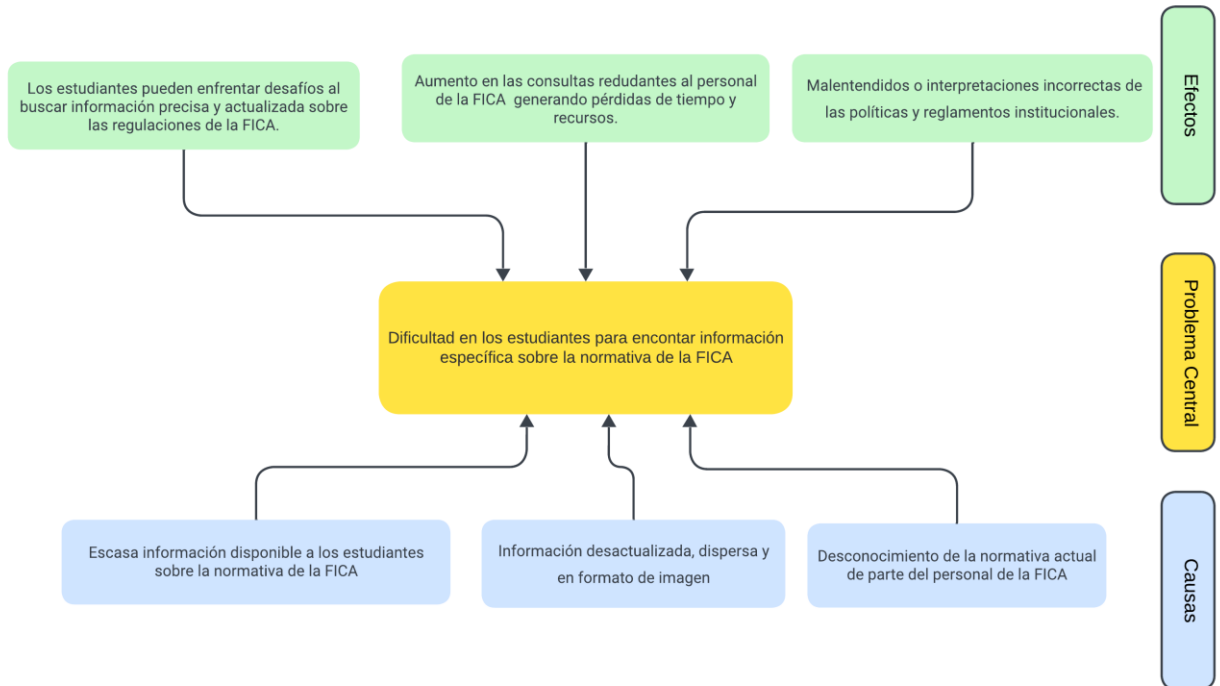 Los estudiantes pueden enfrentar desafíos al
buscar información precisa y actualizada sobre
las regulaciones de la FICA.
Aumento en las consultas redudantes al personal
de la FICA generando pérdidas de tiempo y
recursos.
Malentendidos o interpretaciones incorrectas de
las políticas y reglamentos institucionales.
Efectos
Dificultad en los estudiantes para encontar información
específica sobre la normativa de la FICA
Problema Central
Escasa información disponible a los estudiantes
sobre la normativa de la FICA
Información desactualizada, dispersa y
en formato de imagen
Desconocimiento de la normativa actual
de parte del personal de la FICA
Causas